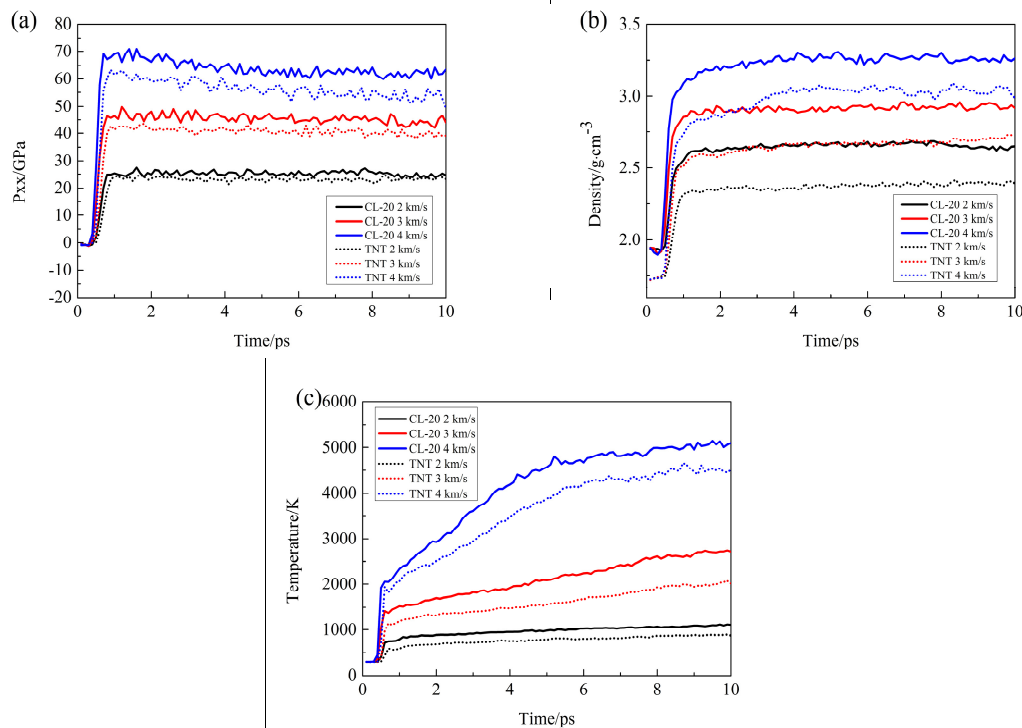 (a)
80
70
60
50
40
30
20
10
0
-10
-20
Pxx/GPa
CL-20 2 km/s
CL-20 3 km/s
CL-20 4 km/s
TNT 2 km/s
TNT 3 km/s
TNT 4 km/s
0 2 4 6 8 10
Time/ps
(b)
3.5
3.0
2.5
2.0
Density/g·cm⁻³
CL-20 2 km/s
CL-20 3 km/s
CL-20 4 km/s
TNT 2 km/s
TNT 3 km/s
TNT 4 km/s
0 2 4 6 8 10
Time/ps
(c)
6000
5000
4000
3000
2000
1000
0
Temperature/K
CL-20 2 km/s
CL-20 3 km/s
CL-20 4 km/s
TNT 2 km/s
TNT 3 km/s
TNT 4 km/s
0 2 4 6 8 10
Time/ps